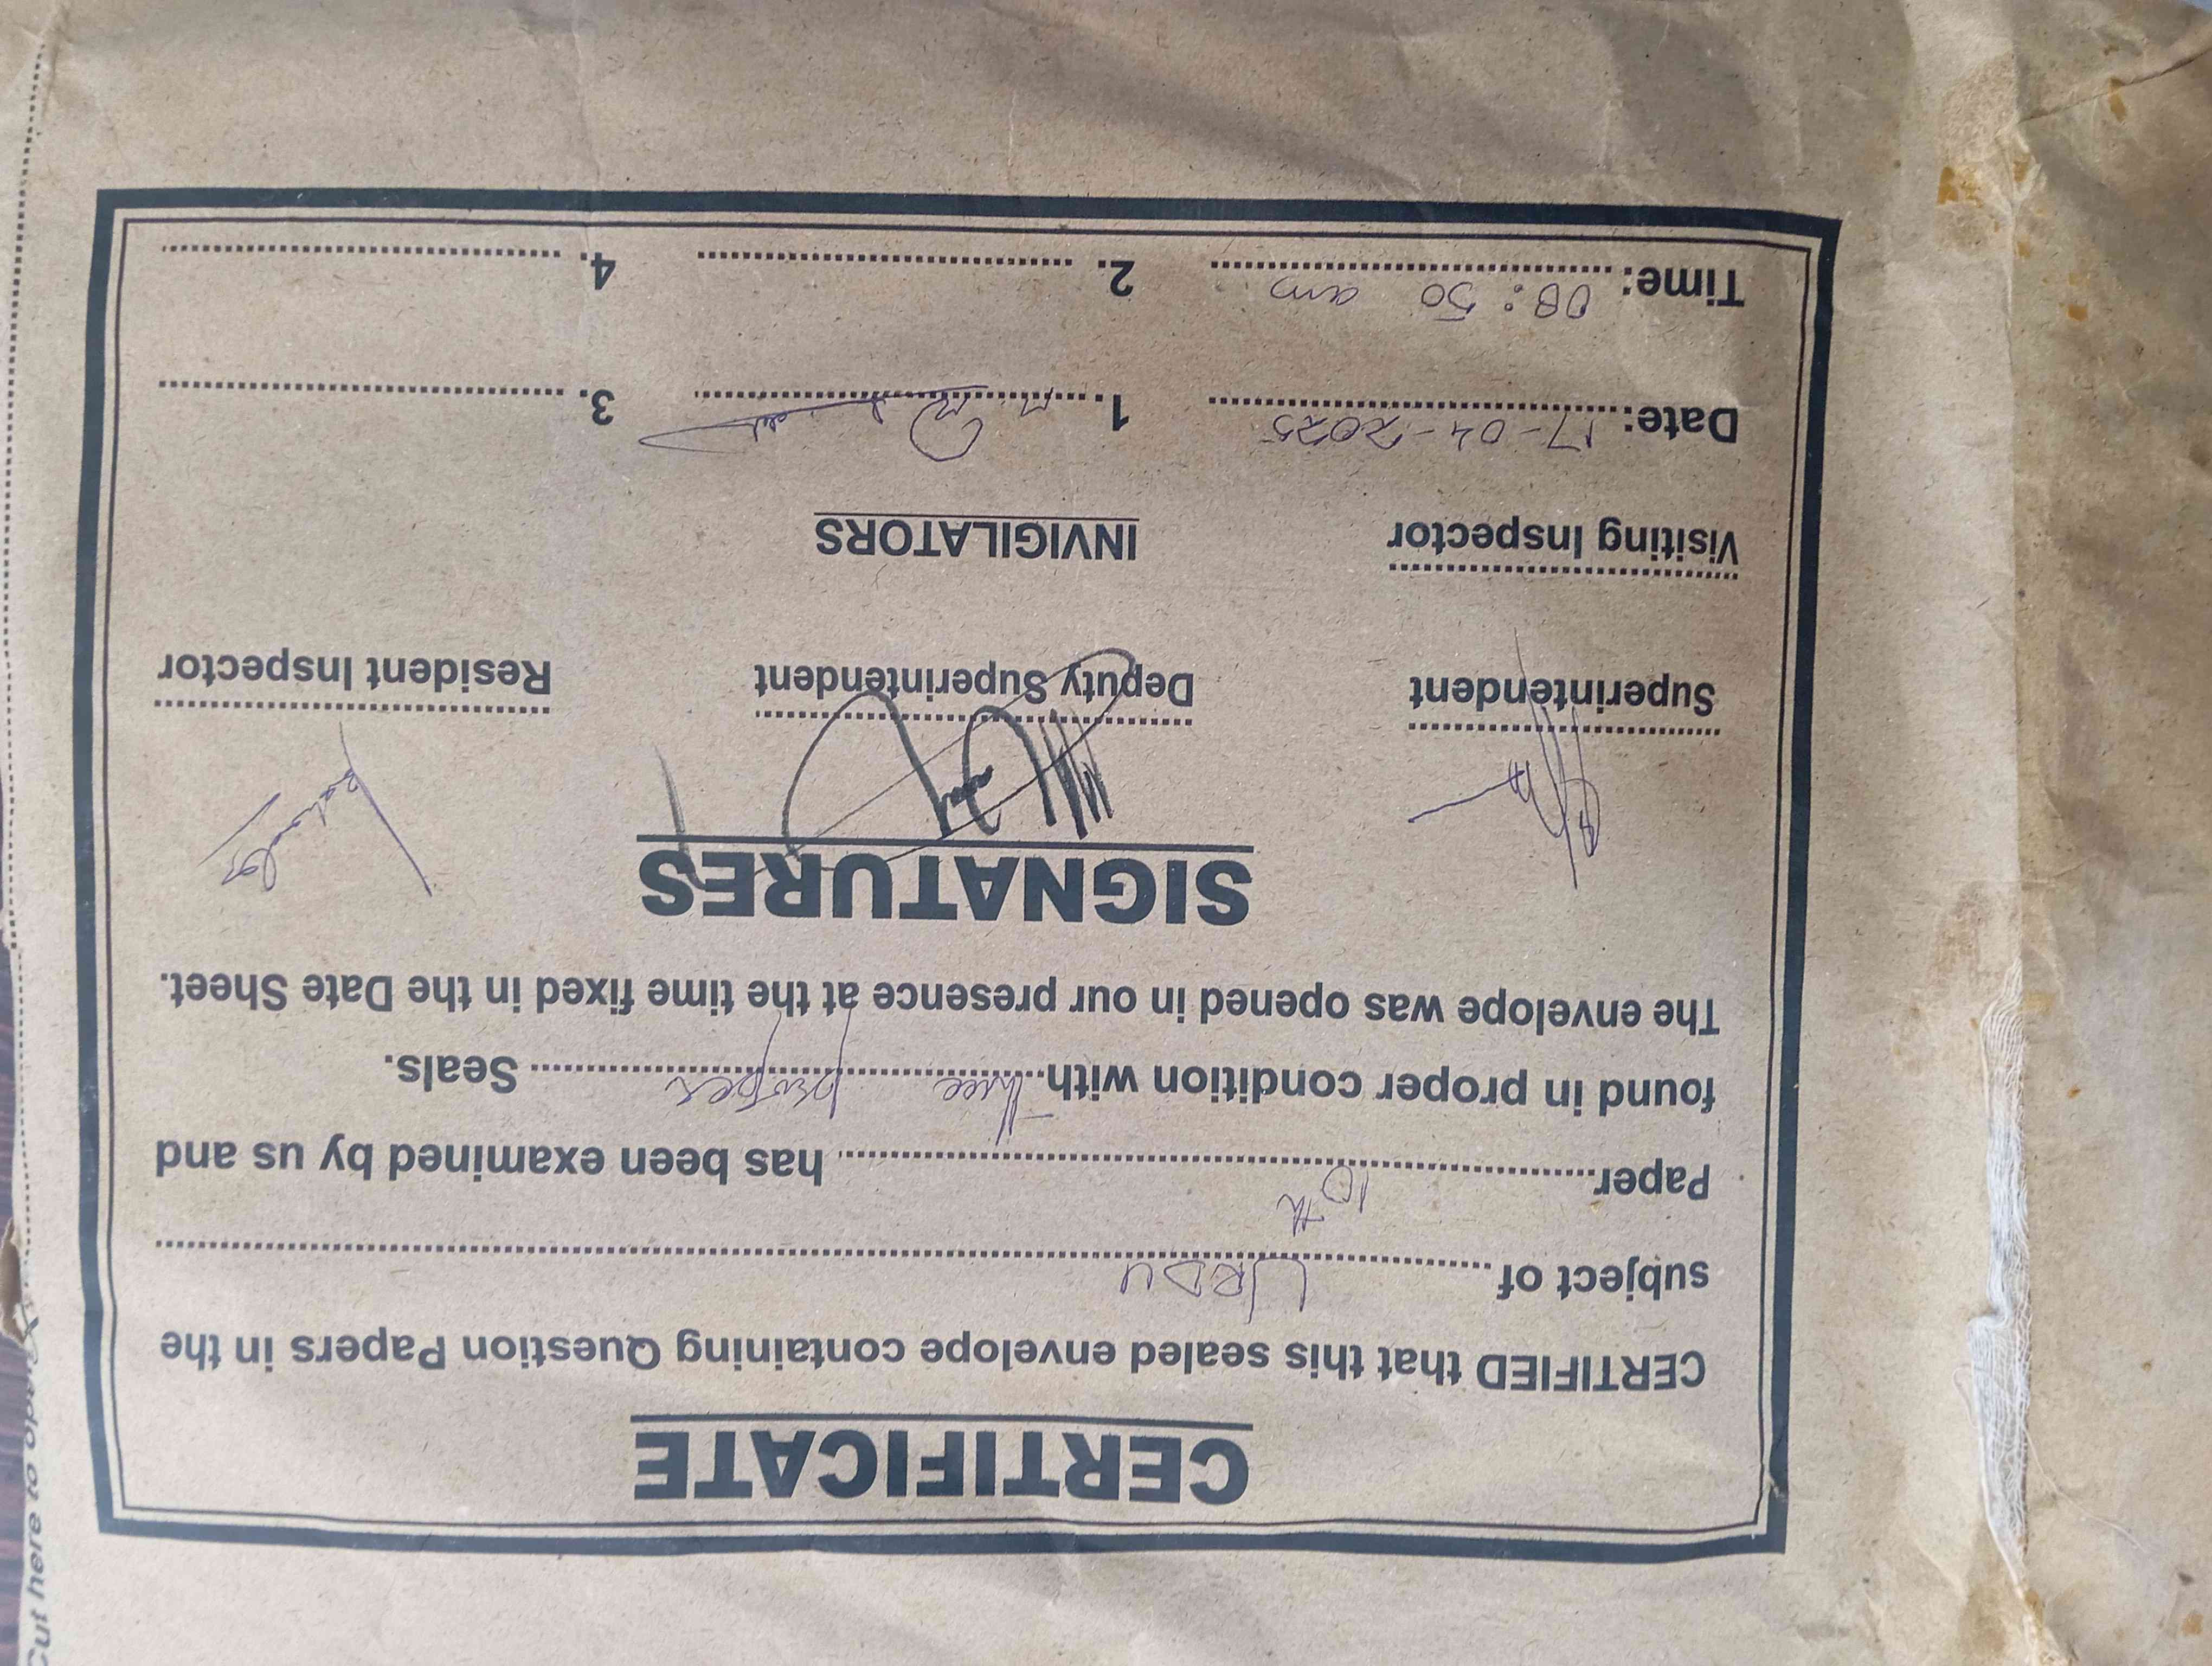 CERTIFICATE
CERTIFIED that this sealed envelope containing Question Papers in the
subject of URDU
Paper 10th has been examined by us and
found in proper condition with three proper Seals.
The envelope was opened in our presence at the time fixed in the Date Sheet.
SIGNATURES
Superintendent Deputy Superintendent Resident Inspector
Visiting Inspector INVIGILATORS
Date: 17-04-2025 1. 3.
Time: 08:50 am 2. 4.
Cut here to open